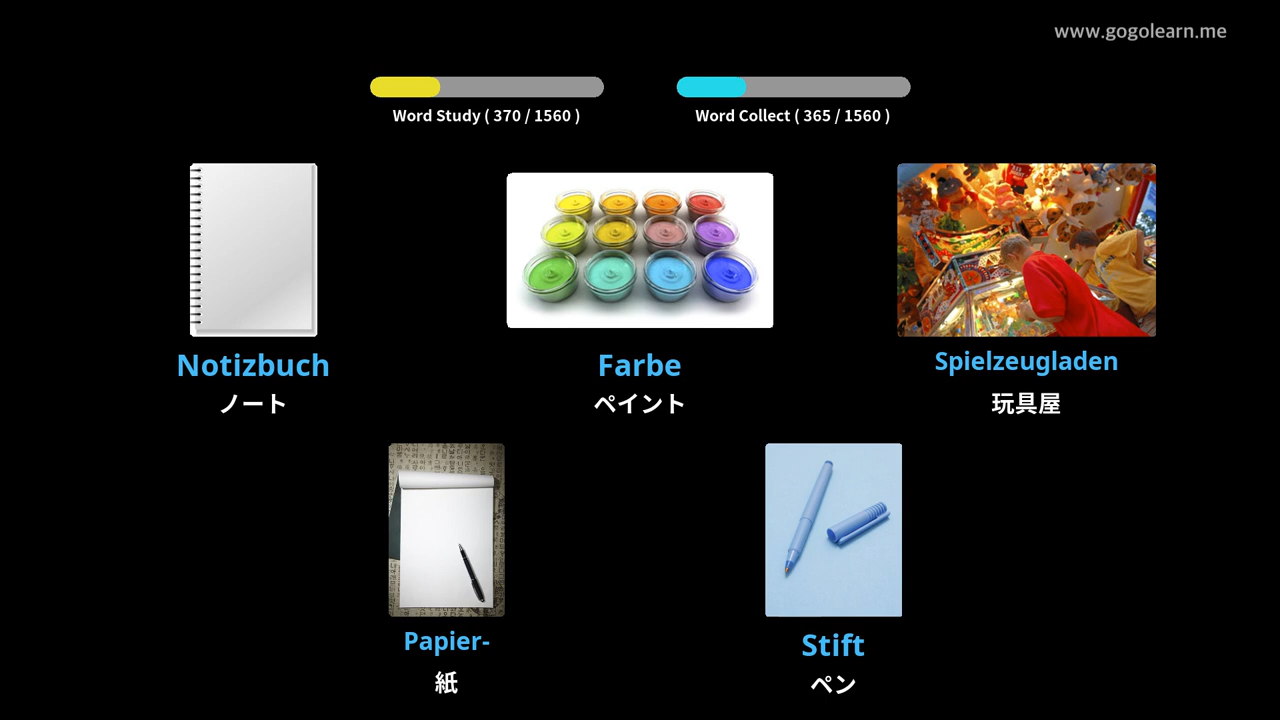 www.gogolearn.me
Word Study ( 370 / 1560 )
Word Collect ( 365 / 1560 )
Notizbuch
ノート
Farbe
ペイント
Spielzeugladen
玩具屋
Papier-
紙
Stift
ペン